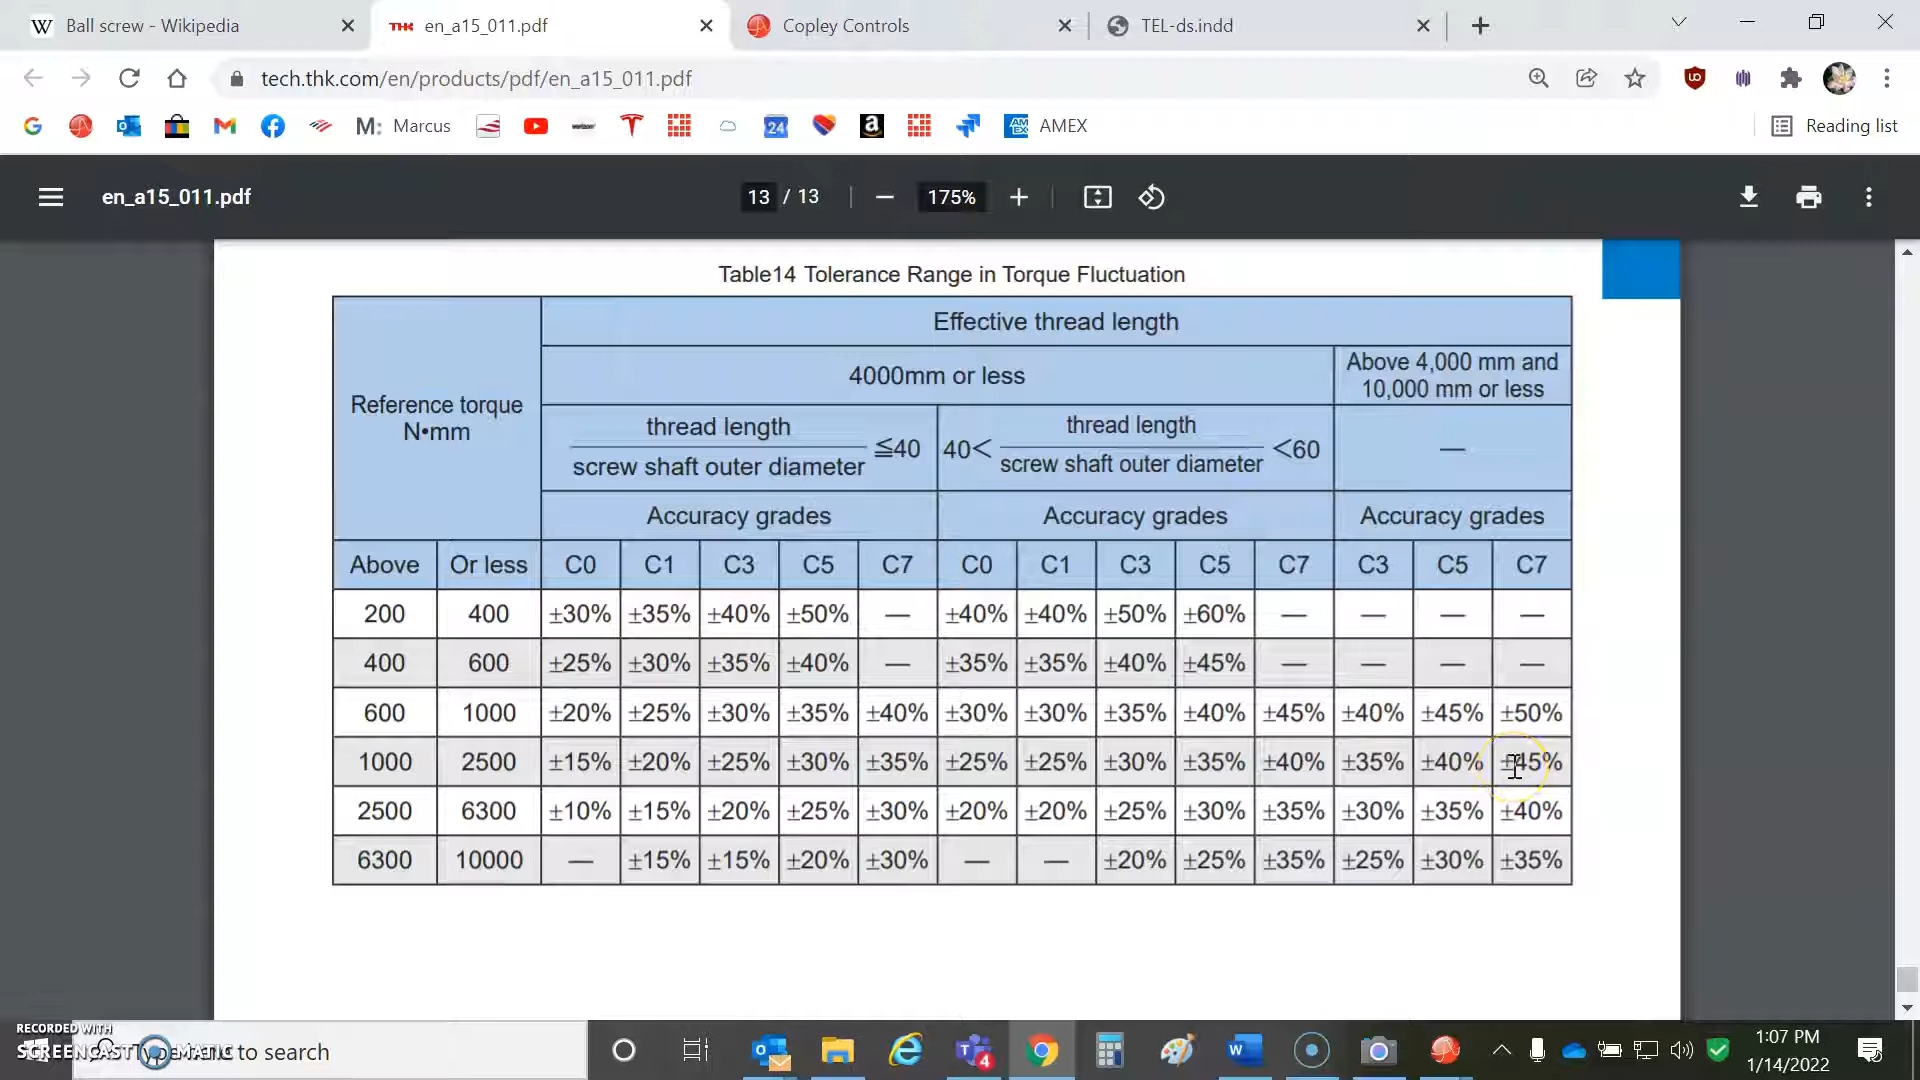 Ball screw - Wikipedia
en_a15_011.pdf
Copley Controls
TEL-ds.indd
tech.thk.com/en/products/pdf/en_a15_011.pdf
M: Marcus
24
AMEX
Reading list
en_a15_011.pdf
13 / 13
175%
Table14 Tolerance Range in Torque Fluctuation
Reference torque
N•mm
Effective thread length
4000mm or less
Above 4,000 mm and
10,000 mm or less
thread length
screw shaft outer diameter
≦40
40<
thread length
screw shaft outer diameter
<60
—
Accuracy grades Accuracy grades Accuracy grades
Above Or less C0 C1 C3 C5 C7 C0 C1 C3 C5 C7 C3 C5 C7
200 400 ±30% ±35% ±40% ±50% — ±40% ±40% ±50% ±60% — — — —
400 600 ±25% ±30% ±35% ±40% — ±35% ±35% ±40% ±45% — — — —
600 1000 ±20% ±25% ±30% ±35% ±40% ±30% ±30% ±35% ±40% ±45% ±40% ±45% ±50%
1000 2500 ±15% ±20% ±25% ±30% ±35% ±25% ±25% ±30% ±35% ±40% ±35% ±40% ±45%
2500 6300 ±10% ±15% ±20% ±25% ±30% ±20% ±20% ±25% ±30% ±35% ±30% ±35% ±40%
6300 10000 — ±15% ±15% ±20% ±30% — — ±20% ±25% ±35% ±25% ±30% ±35%
RECORDED WITH
SCREENCAST MATIC
to search
4
1:07 PM
1/14/2022